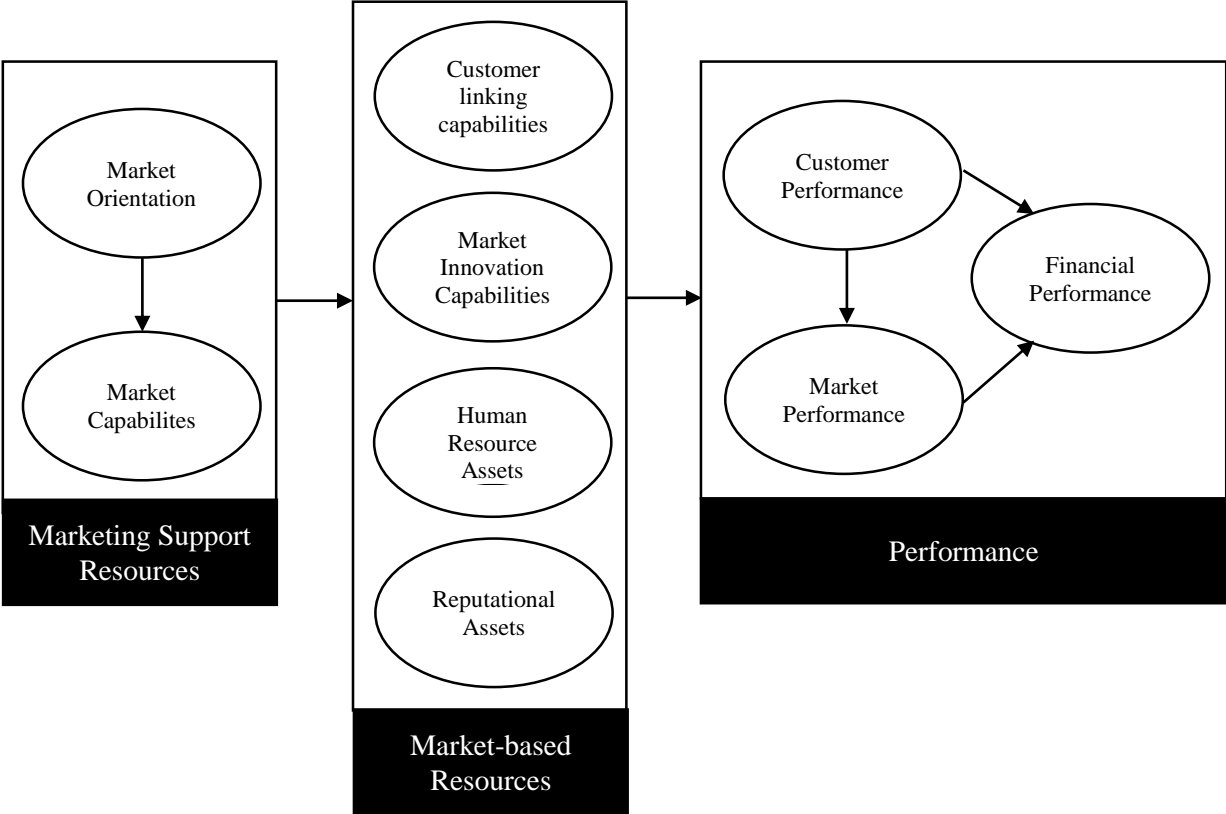 Market
Orientation
Market
Capabilites
Marketing Support
Resources
Customer
linking
capabilities
Market
Innovation
Capabilities
Human
Resource
Assets
Reputational
Assets
Market-based
Resources
Customer
Performance
Market
Performance
Financial
Performance
Performance